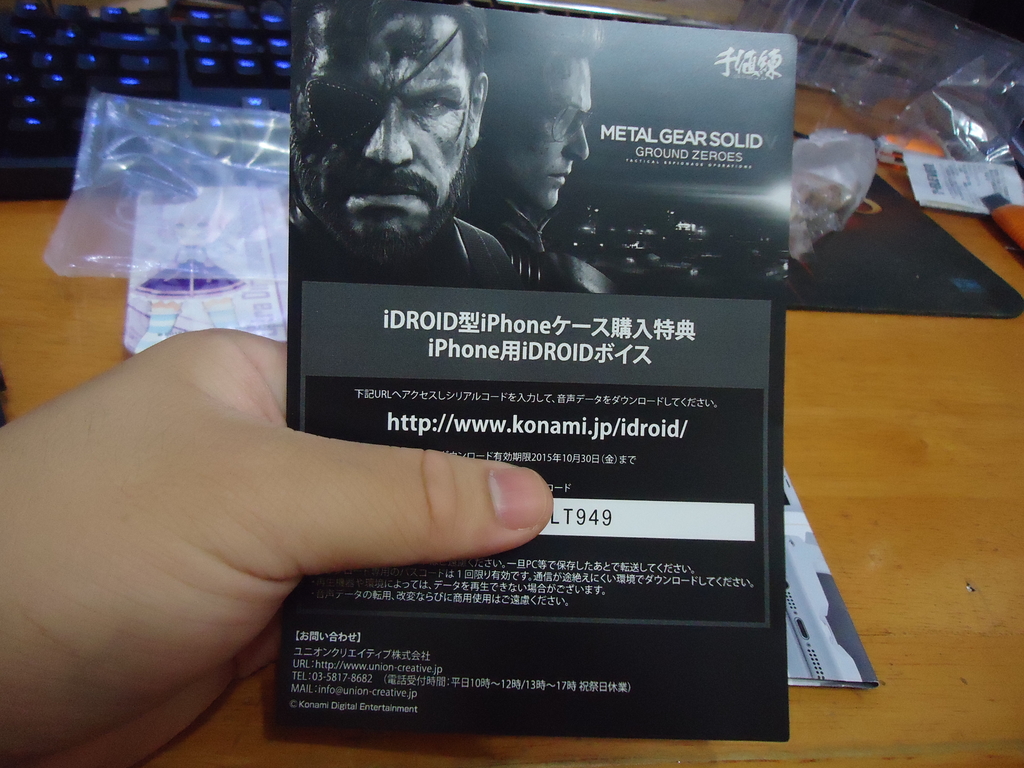 千値練
METAL GEAR SOLID
GROUND ZEROES
TACTICAL ESPIONAGE OPERATIONS
iDROID型iPhoneケース購入特典
iPhone用iDROIDボイス
下記URLへアクセスしシリアルコードを入力して、音声データをダウンロードしてください。
http://www.konami.jp/idroid/
ダウンロード有効期限2015年10月30日(金)まで
コード
LT949
ください。一旦PC等で保存したあとで転送してください。
のパスコードは1回限り有効です。通信が途絶えにくい環境でダウンロードしてください。
・再生機器や環境によっては、データを再生できない場合がございます。
・音声データの転用、改変ならびに商用使用はご遠慮ください。
【お問い合わせ】
ユニオンクリエイティブ株式会社
URL:http://www.union-creative.jp
TEL:03-5817-8682 (電話受付時間:平日10時～12時/13時～17時 祝祭日休業)
MAIL:info@union-creative.jp
© Konami Digital Entertainment